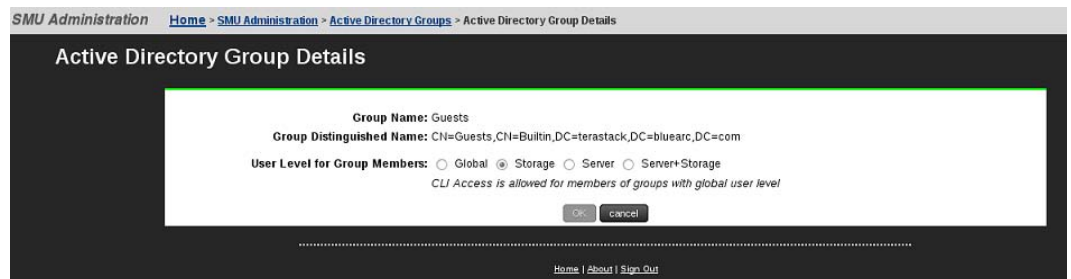 SMU Administration Home > SMU Administration > Active Directory Groups > Active Directory Group Details
Active Directory Group Details
Group Name: Guests
Group Distinguished Name: CN=Guests,CN=Builtin,DC=terastack,DC=bluearc,DC=com
User Level for Group Members: Global Storage Server Server+Storage
CLI Access is allowed for members of groups with global user level
OK cancel
Home | About | Sign Out